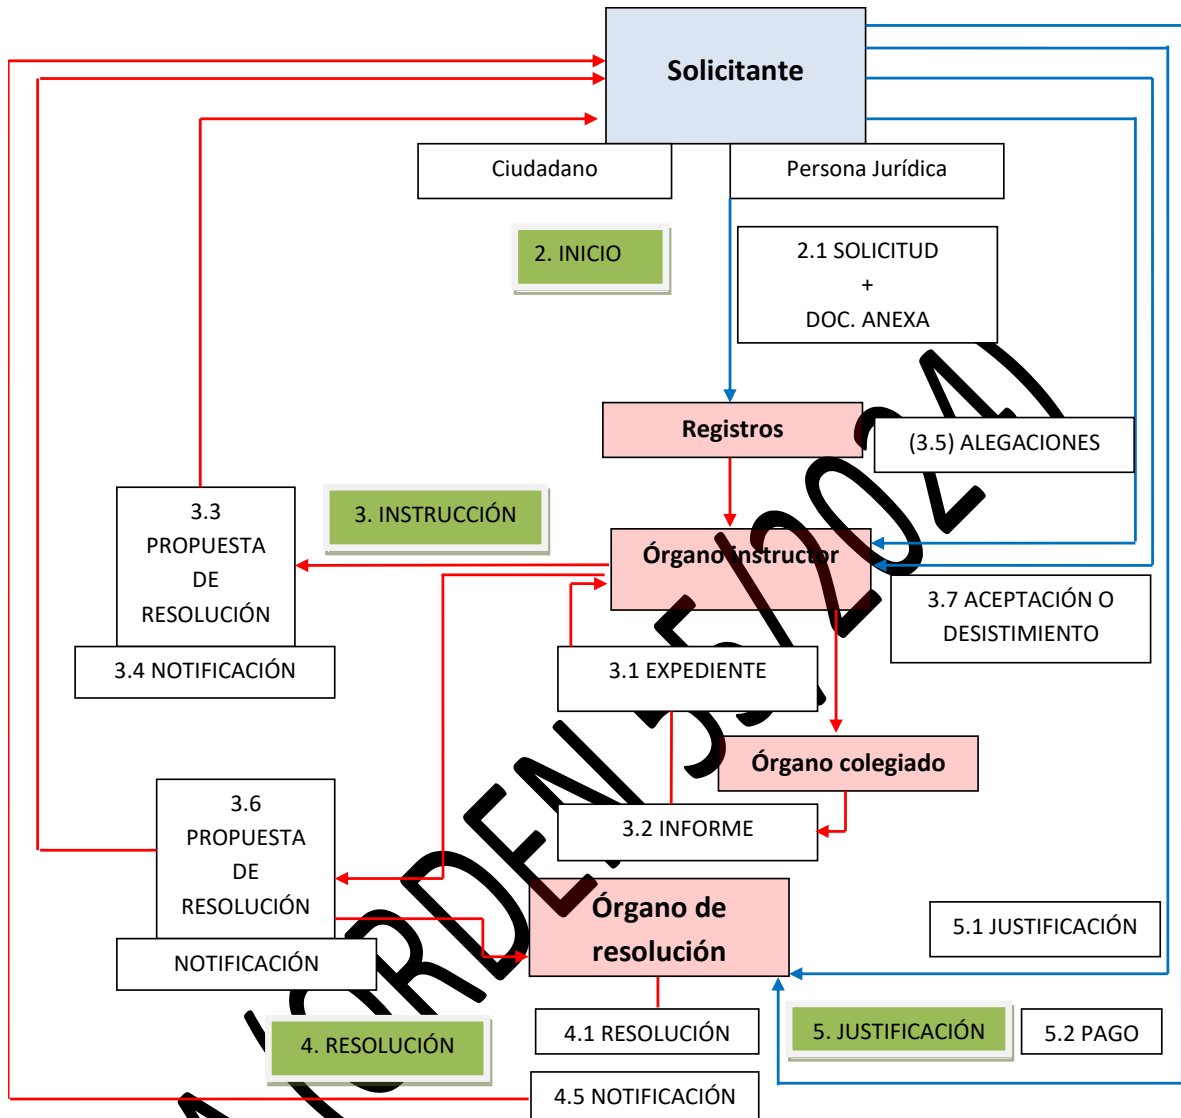 Solicitante
Ciudadano
Persona Jurídica
2. INICIO
2.1 SOLICITUD
+
DOC. ANEXA
Registros
(3.5) ALEGACIONES
3.3
PROPUESTA
DE
RESOLUCIÓN
3.4 NOTIFICACIÓN
3. INSTRUCCIÓN
Órgano instructor
3.7 ACEPTACIÓN O
DESISTIMIENTO
3.1 EXPEDIENTE
Órgano colegiado
3.2 INFORME
3.6
PROPUESTA
DE
RESOLUCIÓN
NOTIFICACIÓN
Órgano de
resolución
5.1 JUSTIFICACIÓN
4. RESOLUCIÓN
4.1 RESOLUCIÓN
5. JUSTIFICACIÓN
5.2 PAGO
4.5 NOTIFICACIÓN
ORDEN 55/2024)